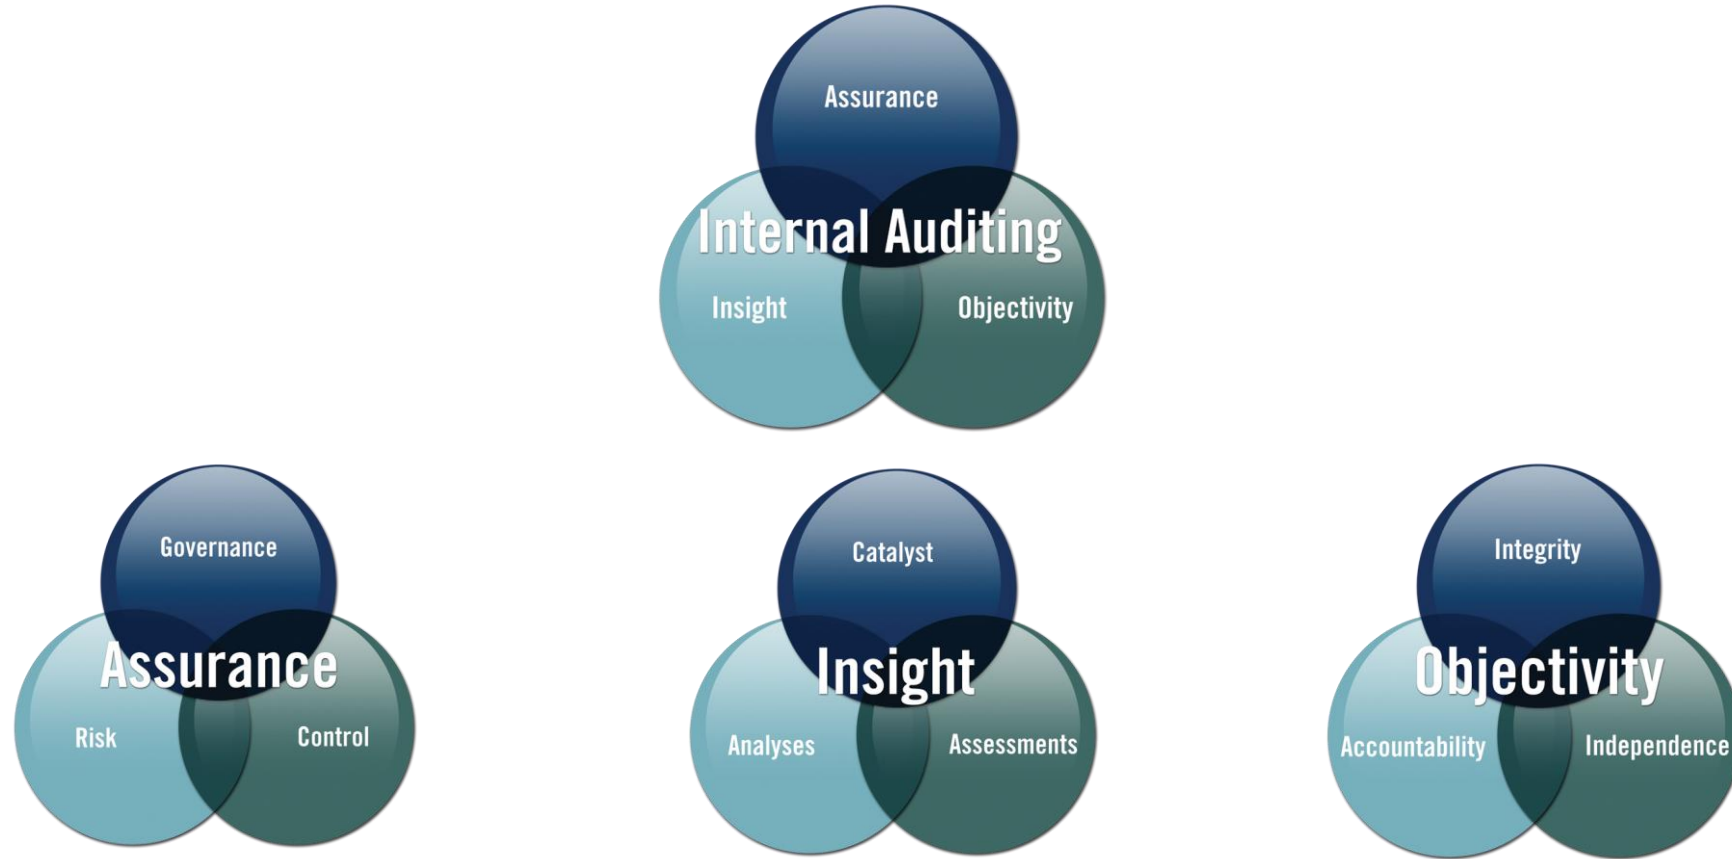 Assurance
Internal Auditing
Insight
Objectivity
Governance
Assurance
Risk
Control
Catalyst
Insight
Analyses
Assessments
Integrity
Objectivity
Accountability
Independence